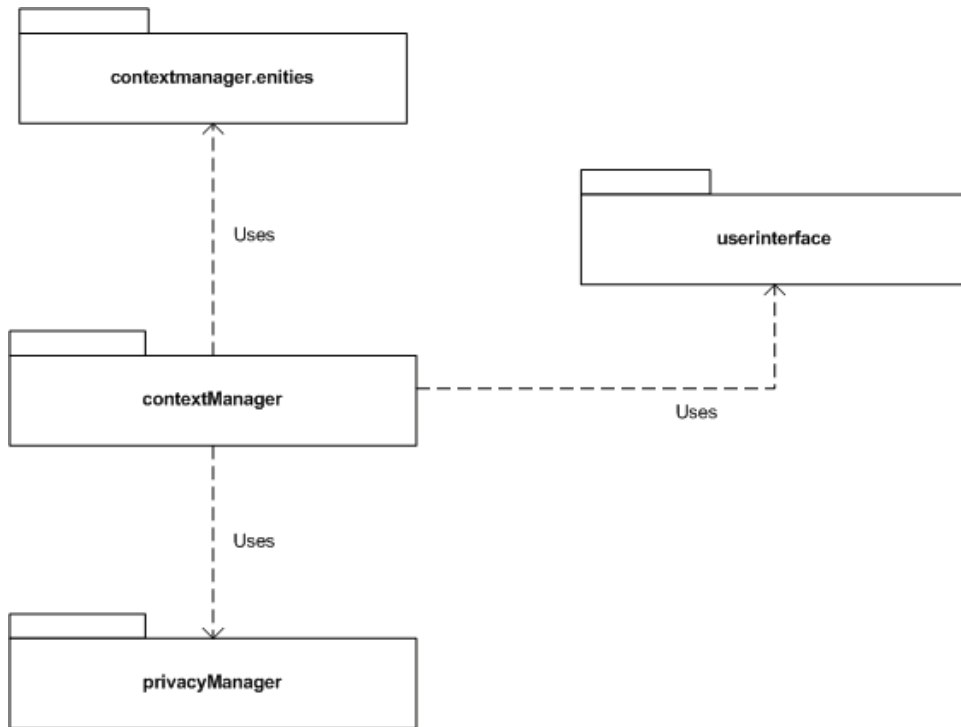 contextmanager.enities
Uses
userinterface
contextManager
Uses
Uses
privacyManager